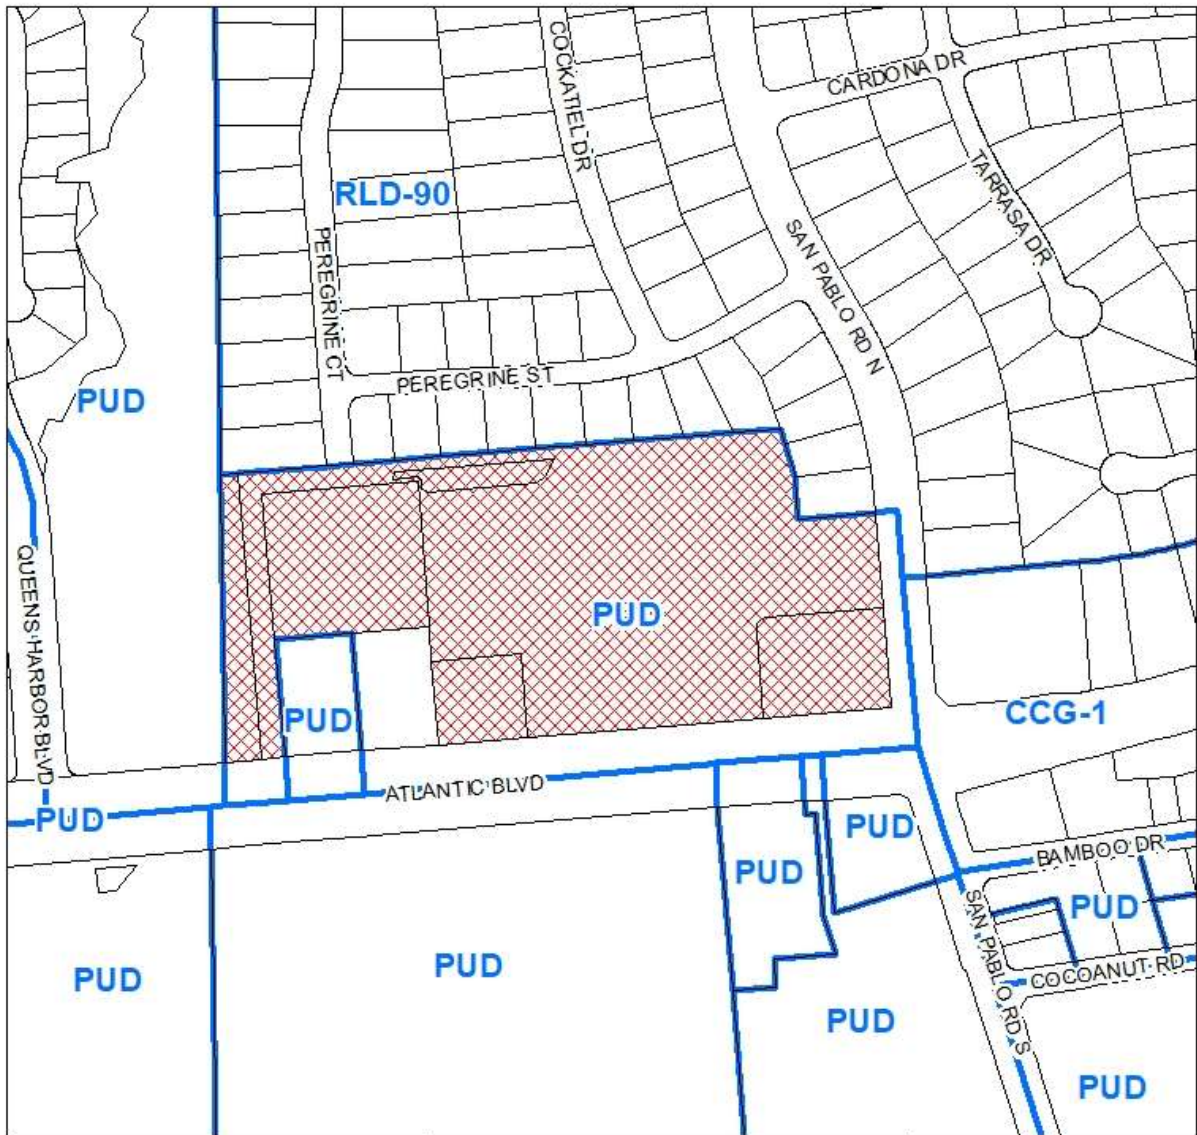 COCKATIEL DR
CARDONA DR
TARRASA DR
RLD-90
SAN PABLO RD N
PEREGRINE CT
PEREGRINE ST
PUD
QUEENS HARBOR BLVD
PUD
PUD
CCG-1
ATLANTIC BLVD
PUD
PUD
PUD
BAMBOO DR
PUD
SAN PABLO RD S
COCOANUT RD
PUD
PUD
PUD
PUD